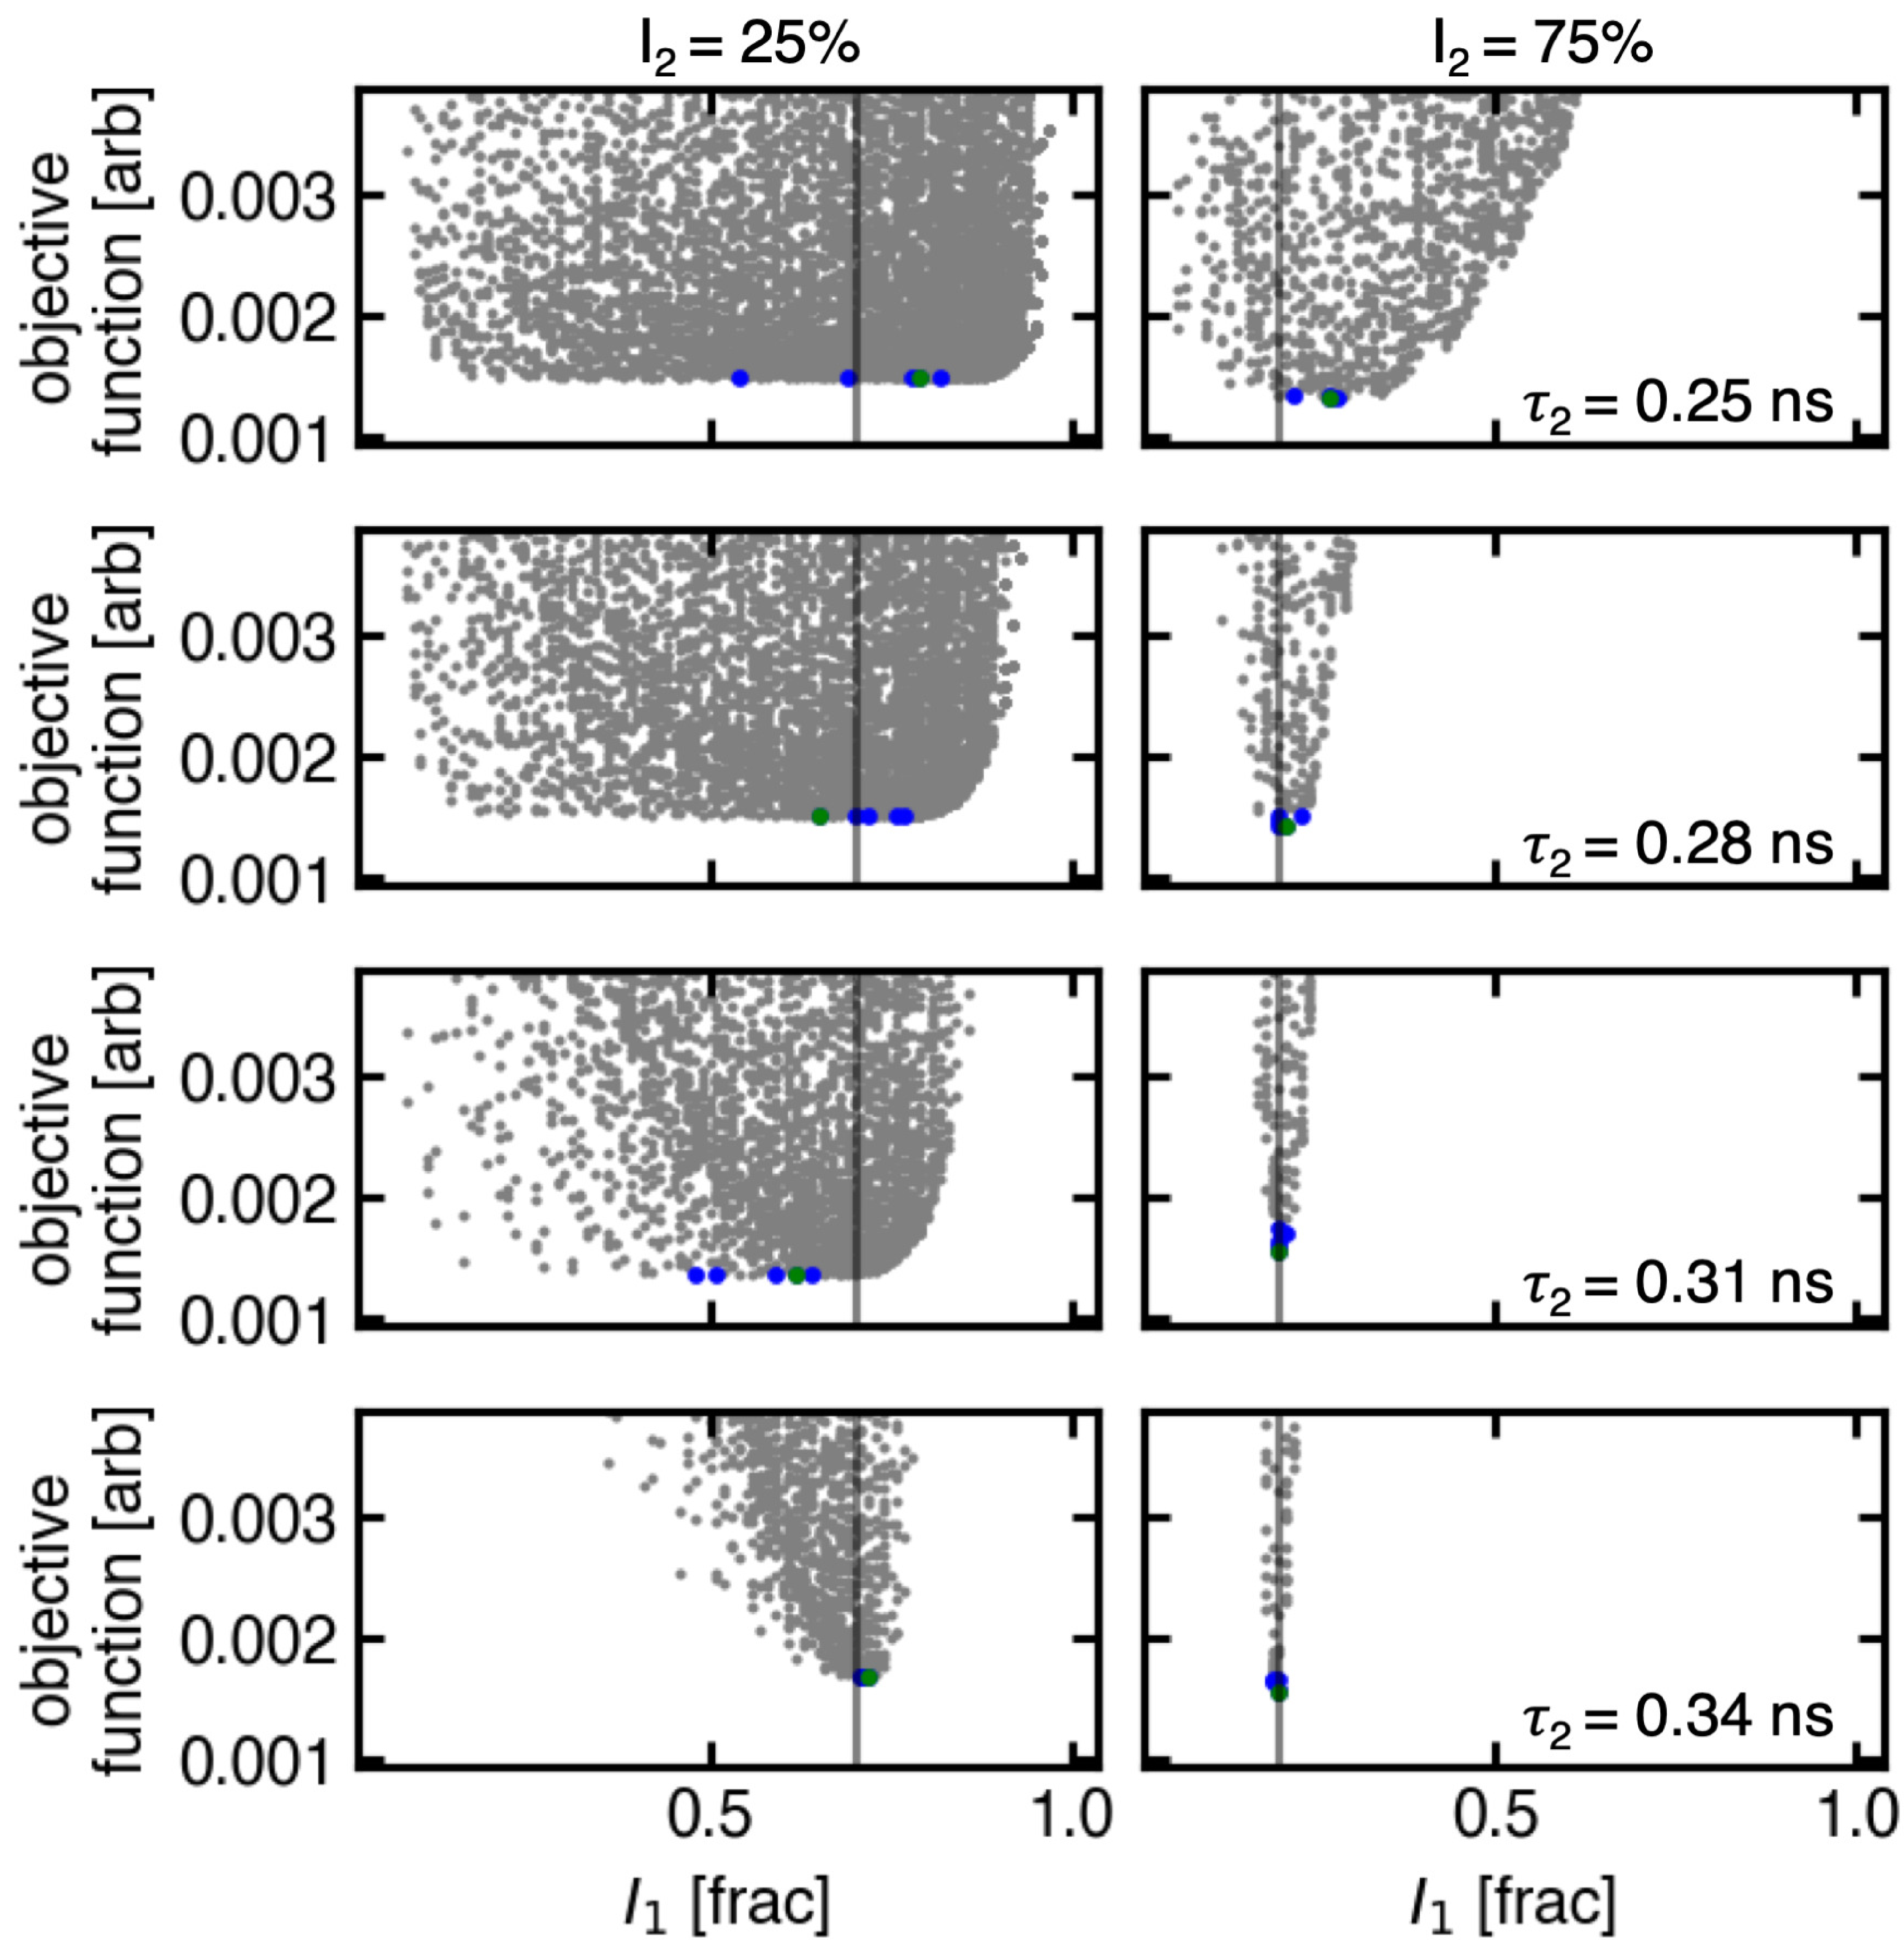 I₂ = 25%
I₂ = 75%
objective
function [arb]
0.003
0.002
0.001
τ₂ = 0.25 ns
objective
function [arb]
0.003
0.002
0.001
τ₂ = 0.28 ns
objective
function [arb]
0.003
0.002
0.001
τ₂ = 0.31 ns
objective
function [arb]
0.003
0.002
0.001
τ₂ = 0.34 ns
0.5
1.0
0.5
1.0
I₁ [frac]
I₁ [frac]